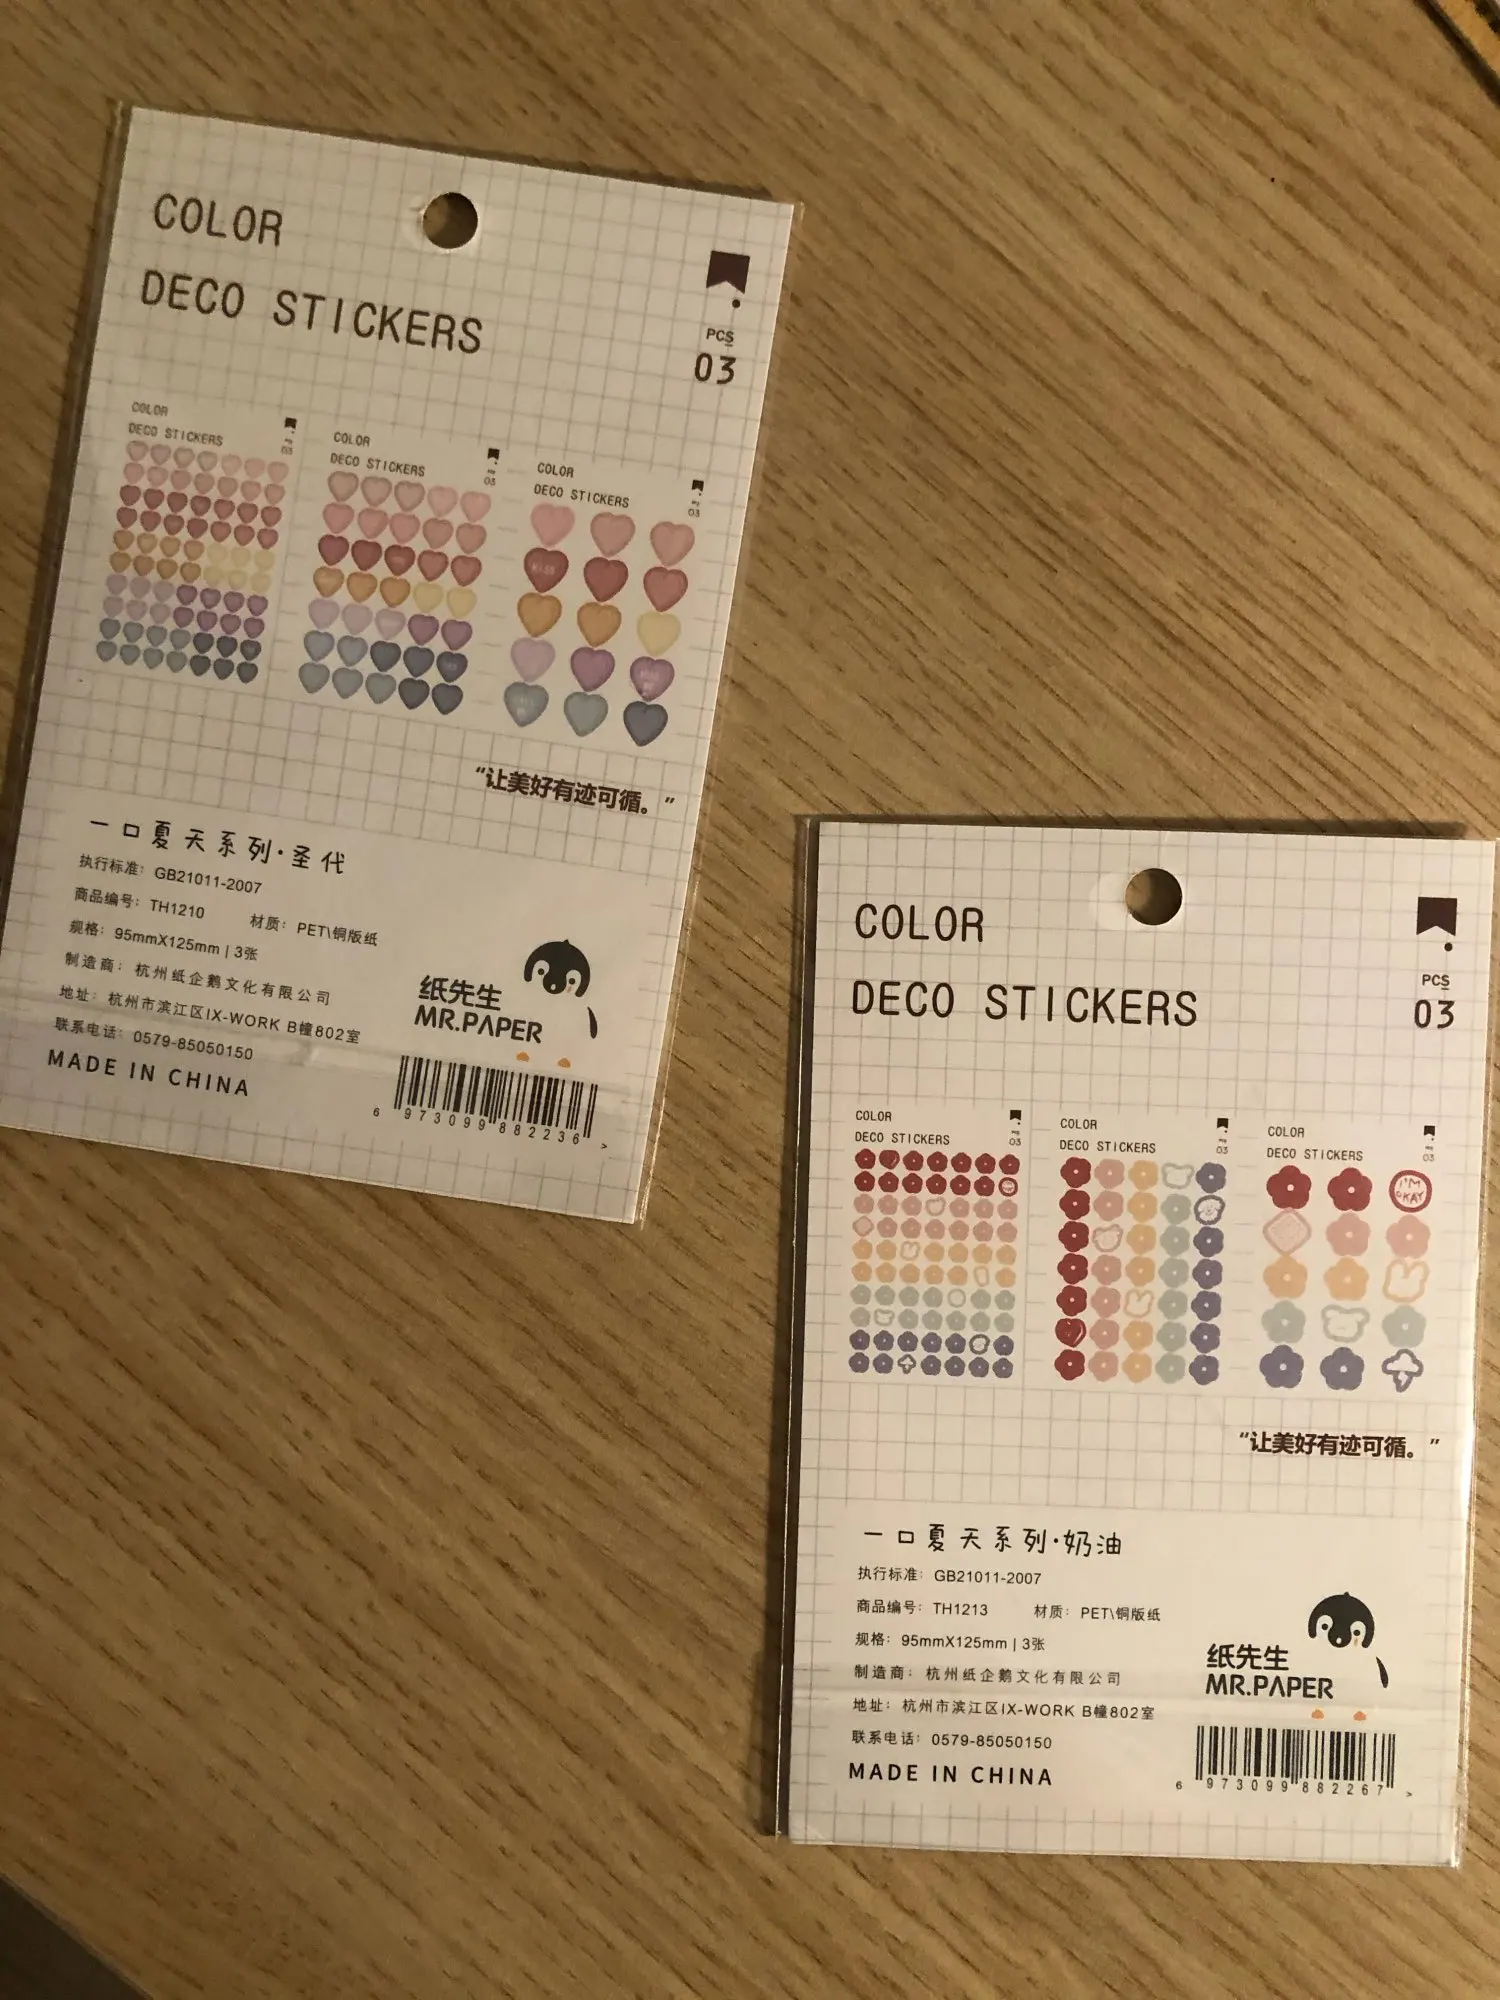 COLOR
DECO STICKERS
PCS
03
COLOR
DECO STICKERS
03
COLOR
DECO STICKERS
03
COLOR
DECO STICKERS
03
KISS
“让美好有迹可循。”
一口夏天系列·圣代
执行标准：GB21011-2007
商品编号：TH1210 材质：PET\铜版纸
规格：95mmX125mm | 3张
制造商：杭州纸企鹅文化有限公司
地址：杭州市滨江区IX-WORK B幢802室
联系电话：0579-85050150
MADE IN CHINA
纸先生
MR.PAPER
6 973099 882236 >
COLOR
DECO STICKERS
PCS
03
COLOR
DECO STICKERS
03
COLOR
DECO STICKERS
03
COLOR
DECO STICKERS
03
I'M
OKAY
“让美好有迹可循。”
一口夏天系列·奶油
执行标准：GB21011-2007
商品编号：TH1213 材质：PET\铜版纸
规格：95mmX125mm | 3张
制造商：杭州纸企鹅文化有限公司
地址：杭州市滨江区IX-WORK B幢802室
联系电话：0579-85050150
MADE IN CHINA
纸先生
MR.PAPER
6 973099 882267 >